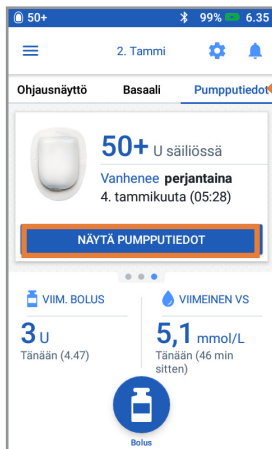 50+ 99% 6.35
2. Tammi
Ohjausnäyttö Basaali Pumpputiedot
50+ U säiliössä
Vanhenee perjantaina
4. tammikuuta (05:28)
NÄYTÄ PUMPPUTIEDOT
VIIM. BOLUS
3 U
Tänään (4.47)
VIIMEINEN VS
5,1 mmol/L
Tänään (46 min
sitten)
Bolus